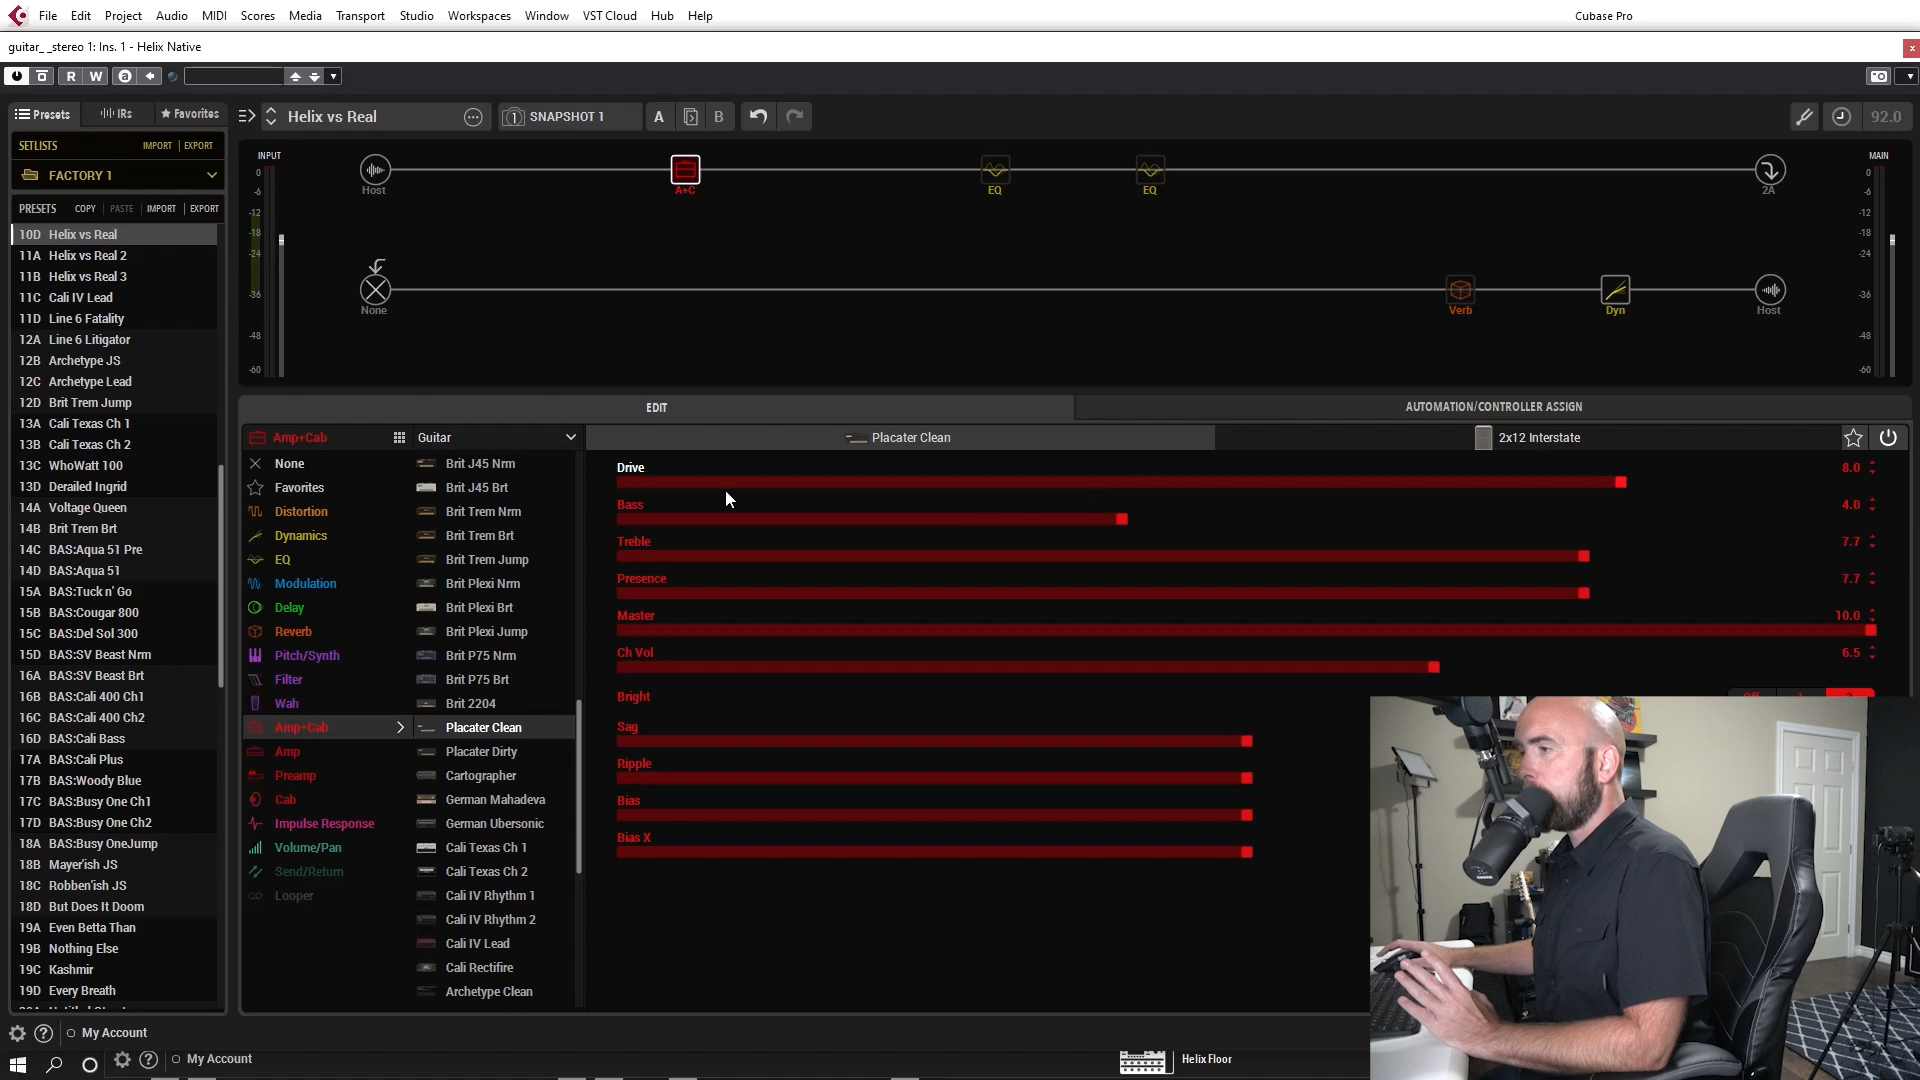 File Edit Project Audio MIDI Scores Media Transport Studio Workspaces Window VST Cloud Hub Help Cubase Pro
guitar_ _stereo 1: Ins. 1 - Helix Native
R W a
Presets IRs Favorites Helix vs Real SNAPSHOT 1 A B 92.0
SETLISTS IMPORT EXPORT
FACTORY 1
PRESETS COPY PASTE IMPORT EXPORT
10D Helix vs Real
11A Helix vs Real 2
11B Helix vs Real 3
11C Cali IV Lead
11D Line 6 Fatality
12A Line 6 Litigator
12B Archetype JS
12C Archetype Lead
12D Brit Trem Jump
13A Cali Texas Ch 1
13B Cali Texas Ch 2
13C WhoWatt 100
13D Derailed Ingrid
14A Voltage Queen
14B Brit Trem Brt
14C BAS:Aqua 51 Pre
14D BAS:Aqua 51
15A BAS:Tuck n' Go
15B BAS:Cougar 800
15C BAS:Del Sol 300
15D BAS:SV Beast Nrm
16A BAS:SV Beast Brt
16B BAS:Cali 400 Ch1
16C BAS:Cali 400 Ch2
16D BAS:Cali Bass
17A BAS:Cali Plus
17B BAS:Woody Blue
17C BAS:Busy One Ch1
17D BAS:Busy One Ch2
18A BAS:Busy OneJump
18B Mayer'ish JS
18C Robben'ish JS
18D But Does It Doom
19A Even Betta Than
19B Nothing Else
19C Kashmir
19D Every Breath
INPUT
0
-6
-12
-18
-24
-36
-48
-60
Host A+C EQ EQ 2A
None Verb Dyn Host
MAIN
0
-6
-12
-18
-24
-36
-48
-60
EDIT AUTOMATION/CONTROLLER ASSIGN
Amp+Cab Guitar Placater Clean 2x12 Interstate
None
Favorites
Distortion
Dynamics
EQ
Modulation
Delay
Reverb
Pitch/Synth
Filter
Wah
Amp+Cab
Amp
Preamp
Cab
Impulse Response
Volume/Pan
Send/Return
Looper
Brit J45 Nrm
Brit J45 Brt
Brit Trem Nrm
Brit Trem Brt
Brit Trem Jump
Brit Plexi Nrm
Brit Plexi Brt
Brit Plexi Jump
Brit P75 Nrm
Brit P75 Brt
Brit 2204
Placater Clean
Placater Dirty
Cartographer
German Mahadeva
German Ubersonic
Cali Texas Ch 1
Cali Texas Ch 2
Cali IV Rhythm 1
Cali IV Rhythm 2
Cali IV Lead
Cali Rectifire
Archetype Clean
Drive 8.0
Bass 4.0
Treble 7.7
Presence 7.7
Master 10.0
Ch Vol 6.5
Bright
Sag
Ripple
Bias
Bias X
My Account
My Account Helix Floor